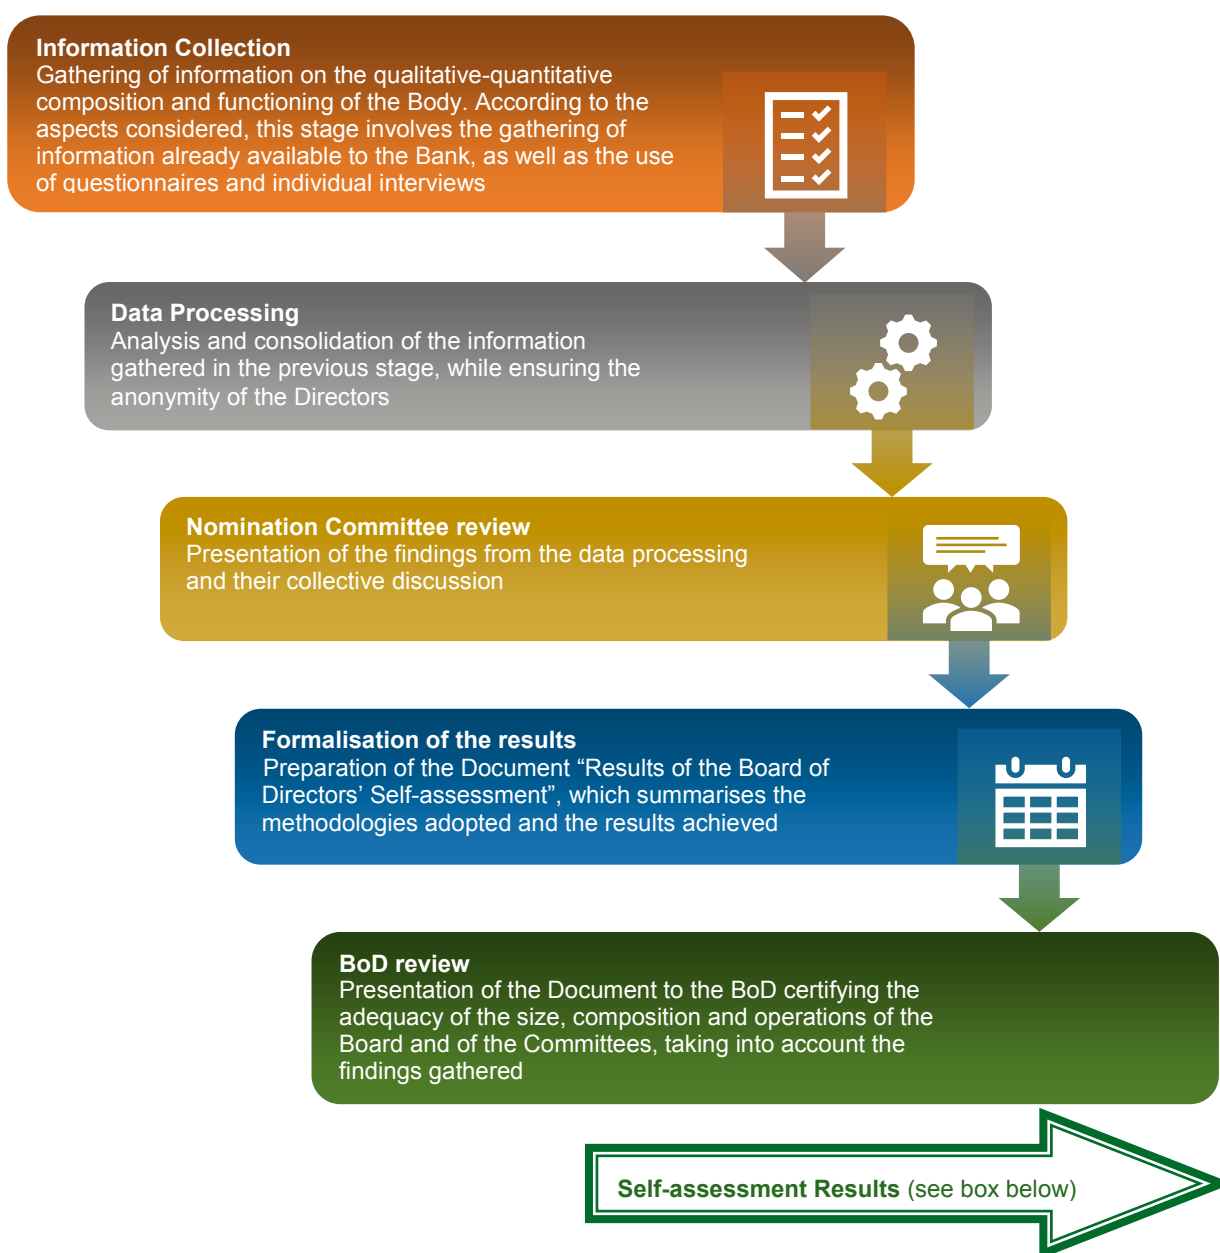 Information Collection
Gathering of information on the qualitative-quantitative
composition and functioning of the Body. According to the
aspects considered, this stage involves the gathering of
information already available to the Bank, as well as the use
of questionnaires and individual interviews
Data Processing
Analysis and consolidation of the information
gathered in the previous stage, while ensuring the
anonymity of the Directors
Nomination Committee review
Presentation of the findings from the data processing
and their collective discussion
Formalisation of the results
Preparation of the Document “Results of the Board of
Directors’ Self-assessment”, which summarises the
methodologies adopted and the results achieved
BoD review
Presentation of the Document to the BoD certifying the
adequacy of the size, composition and operations of the
Board and of the Committees, taking into account the
findings gathered
Self-assessment Results (see box below)